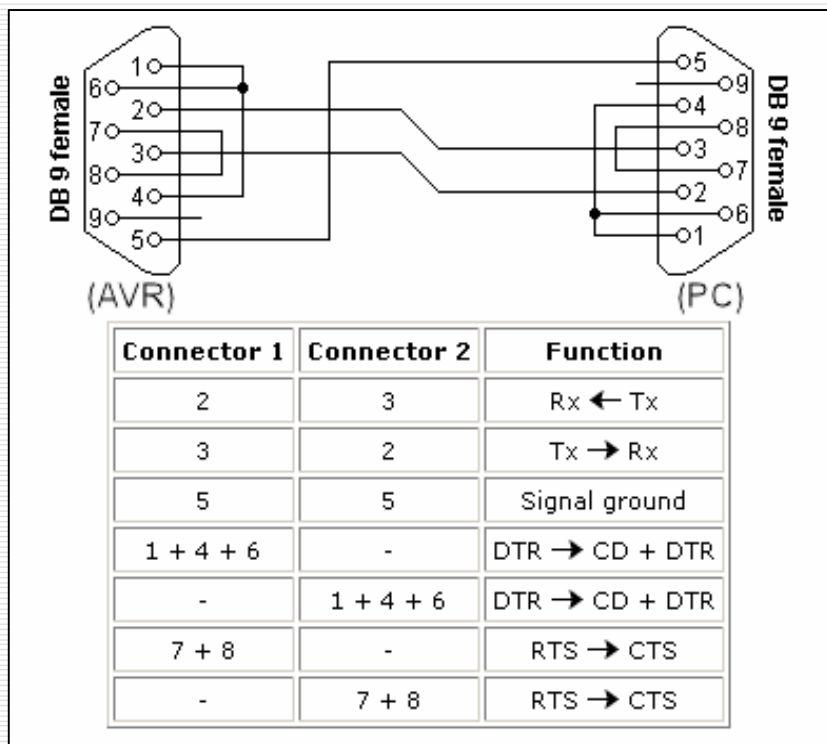 DB 9 female
1
6
2
7
3
8
4
9
5
(AVR)
5
9
4
8
3
7
2
6
1
DB 9 female
(PC)
Connector 1 Connector 2 Function
2 3 Rx ← Tx
3 2 Tx → Rx
5 5 Signal ground
1 + 4 + 6 - DTR → CD + DTR
- 1 + 4 + 6 DTR → CD + DTR
7 + 8 - RTS → CTS
- 7 + 8 RTS → CTS